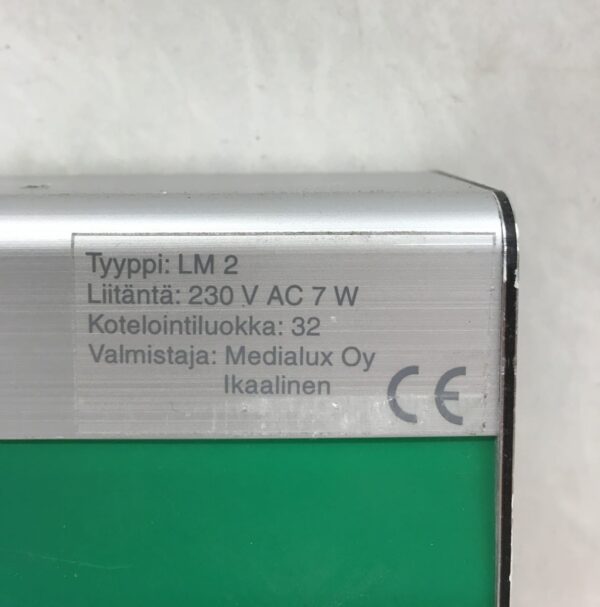 Tyyppi: LM 2
Liitäntä: 230 V AC 7 W
Kotelointiluokka: 32
Valmistaja: Medialux Oy
Ikaalinen
CE